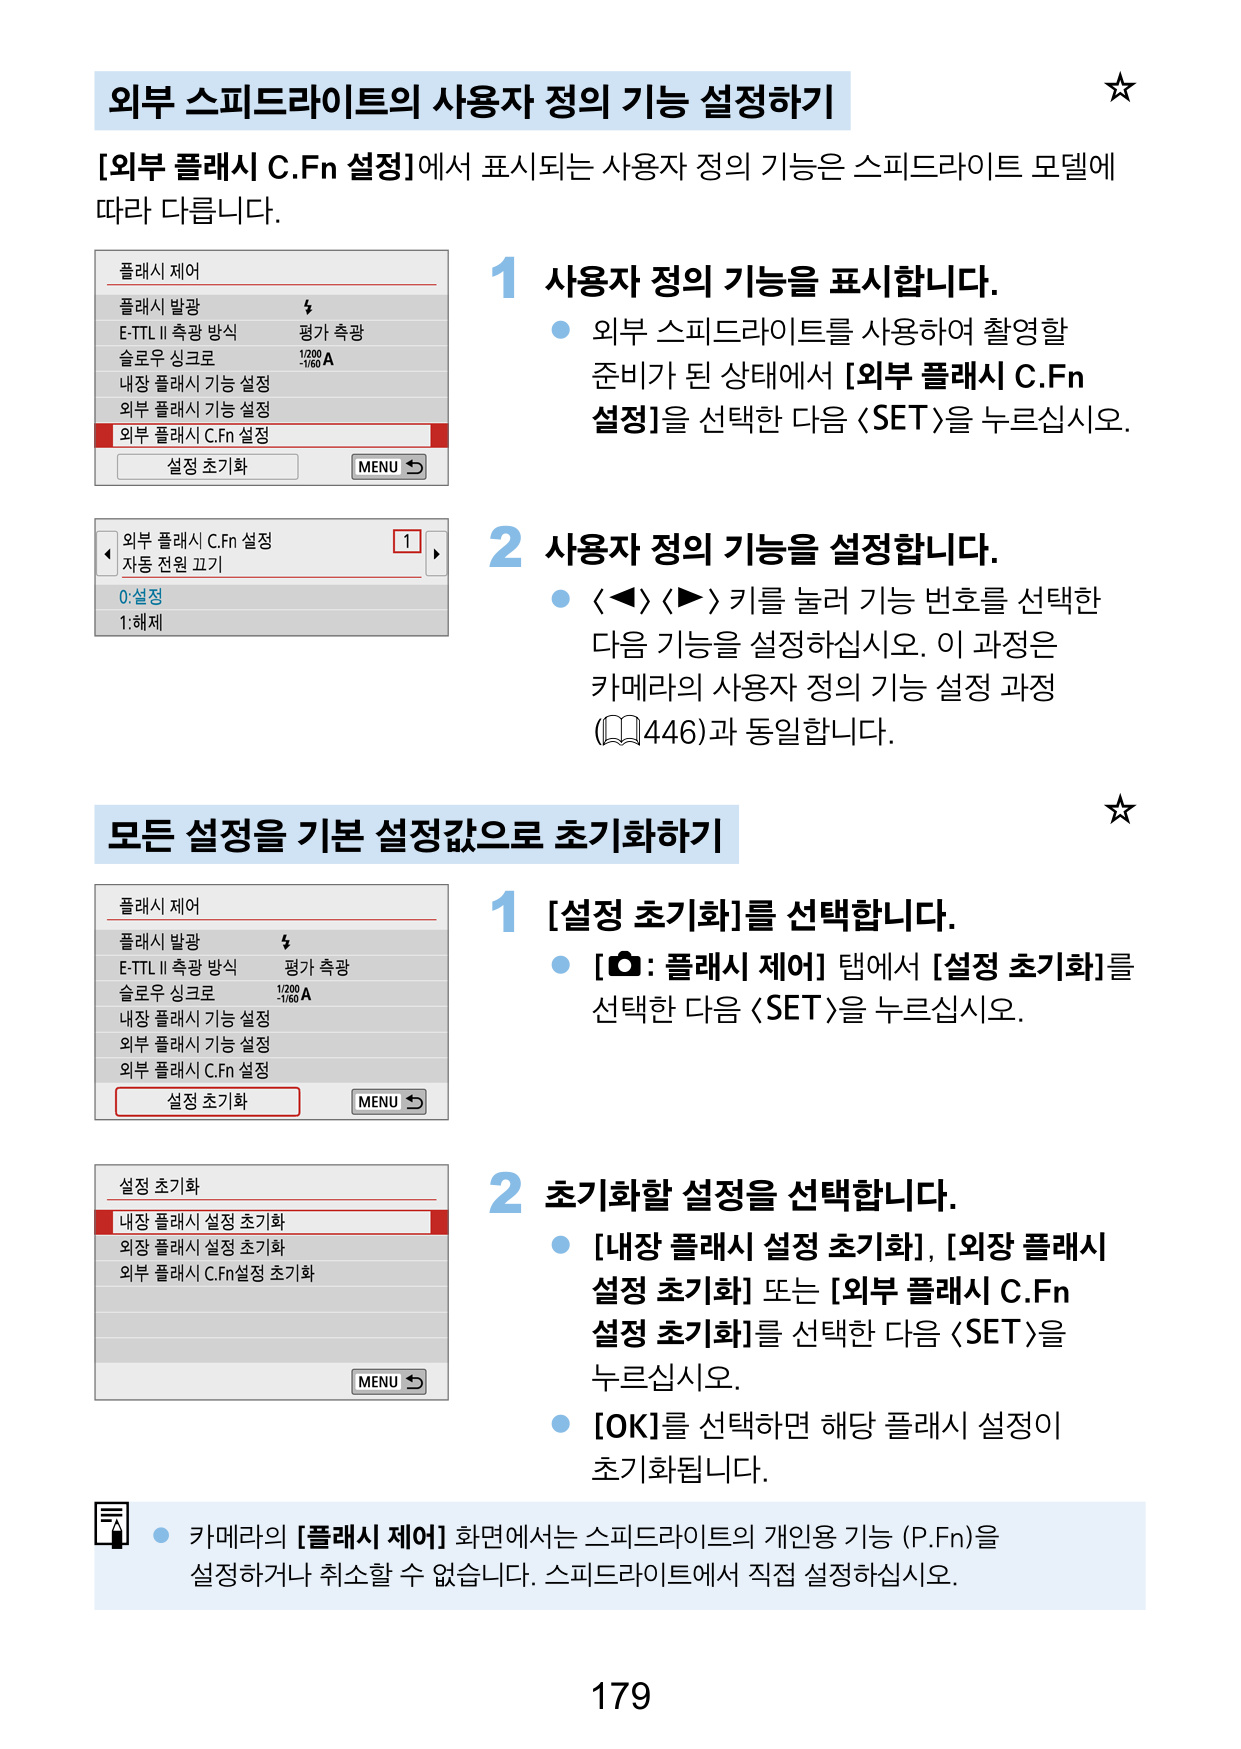 외부 스피드라이트의 사용자 정의 기능 설정하기 ☆
[외부 플래시 C.Fn 설정]에서 표시되는 사용자 정의 기능은 스피드라이트 모델에
따라 다릅니다.
플래시 제어
플래시 발광
E-TTL II 측광 방식 평가 측광
슬로우 싱크로 1/200-1/60 A
내장 플래시 기능 설정
외부 플래시 기능 설정
외부 플래시 C.Fn 설정
설정 초기화 MENU
1 사용자 정의 기능을 표시합니다.
● 외부 스피드라이트를 사용하여 촬영할
준비가 된 상태에서 [외부 플래시 C.Fn
설정]을 선택한 다음 〈SET〉을 누르십시오.
외부 플래시 C.Fn 설정 1
자동 전원 끄기
0:설정
1:해제
2 사용자 정의 기능을 설정합니다.
● 〈◀〉〈▶〉 키를 눌러 기능 번호를 선택한
다음 기능을 설정하십시오. 이 과정은
카메라의 사용자 정의 기능 설정 과정
(446)과 동일합니다.
모든 설정을 기본 설정값으로 초기화하기 ☆
플래시 제어
플래시 발광
E-TTL II 측광 방식 평가 측광
슬로우 싱크로 1/200-1/60 A
내장 플래시 기능 설정
외부 플래시 기능 설정
외부 플래시 C.Fn 설정
설정 초기화 MENU
1 [설정 초기화]를 선택합니다.
● [: 플래시 제어] 탭에서 [설정 초기화]를
선택한 다음 〈SET〉을 누르십시오.
설정 초기화
내장 플래시 설정 초기화
외장 플래시 설정 초기화
외부 플래시 C.Fn설정 초기화
MENU
2 초기화할 설정을 선택합니다.
● [내장 플래시 설정 초기화], [외장 플래시
설정 초기화] 또는 [외부 플래시 C.Fn
설정 초기화]를 선택한 다음 〈SET〉을
누르십시오.
● [OK]를 선택하면 해당 플래시 설정이
초기화됩니다.
● 카메라의 [플래시 제어] 화면에서는 스피드라이트의 개인용 기능 (P.Fn)을
설정하거나 취소할 수 없습니다. 스피드라이트에서 직접 설정하십시오.
179